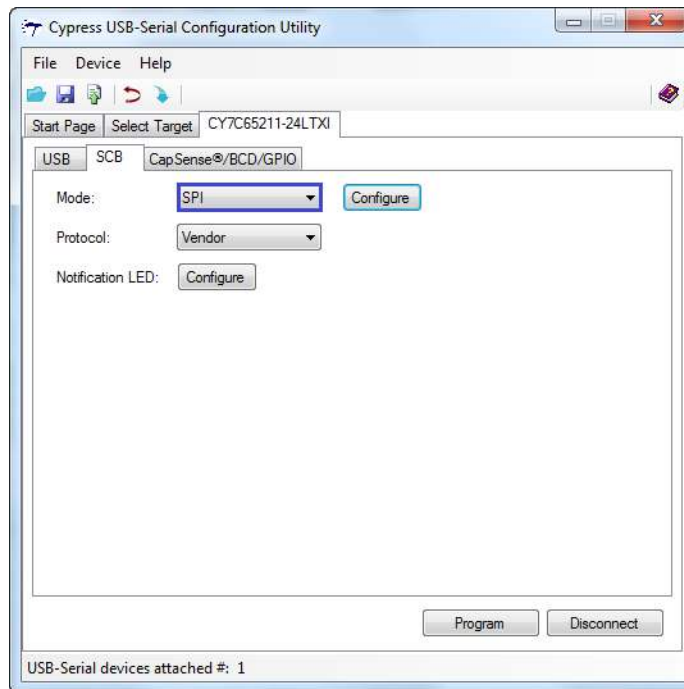 Cypress USB-Serial Configuration Utility
File Device Help
Start Page Select Target CY7C65211-24LTXI
USB SCB CapSense®/BCD/GPIO
Mode: SPI Configure
Protocol: Vendor
Notification LED: Configure
Program Disconnect
USB-Serial devices attached #: 1